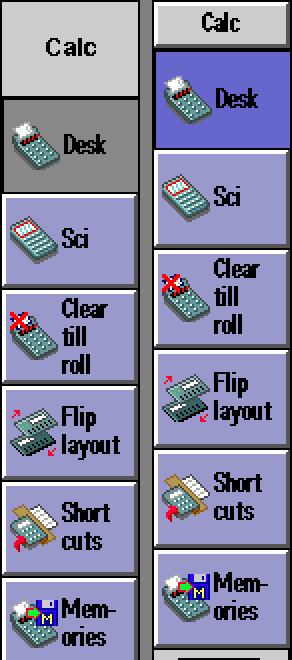 Calc
Desk
Sci
Clear
till
roll
Flip
layout
Short
cuts
Mem-
ories
M
Calc
Desk
Sci
Clear
till
roll
Flip
layout
Short
cuts
Mem-
ories
M